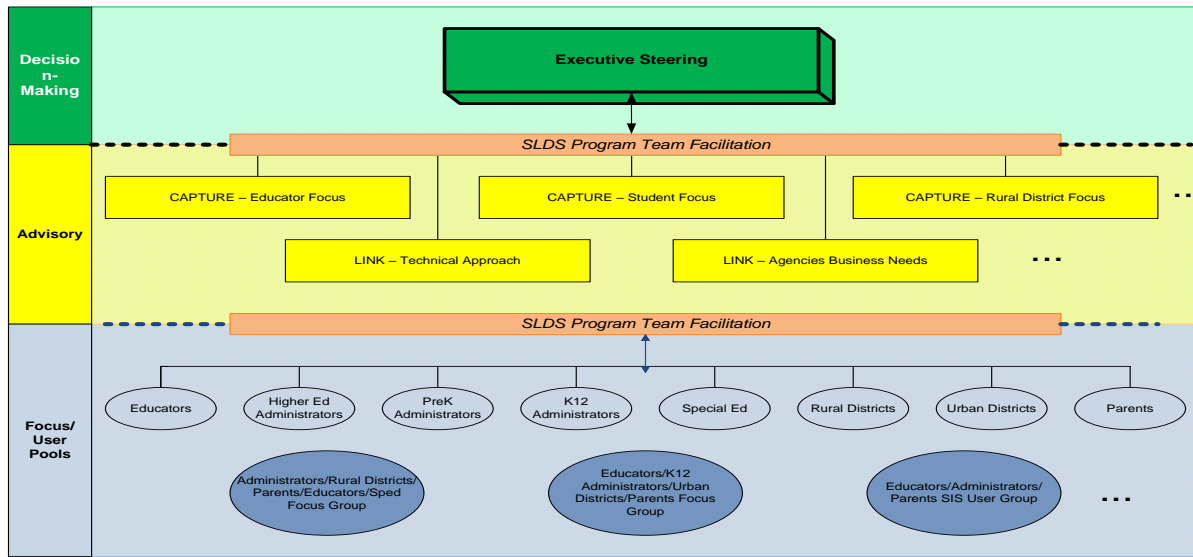 Decisio
n-
Making
Executive Steering
SLDS Program Team Facilitation
Advisory
CAPTURE – Educator Focus
CAPTURE – Student Focus
CAPTURE – Rural District Focus
...
LINK – Technical Approach
LINK – Agencies Business Needs
...
SLDS Program Team Facilitation
Focus/
User
Pools
Educators
Higher Ed
Administrators
PreK
Administrators
K12
Administrators
Special Ed
Rural Districts
Urban Districts
Parents
Administrators/Rural Districts/
Parents/Educators/Sped
Focus Group
Educators/K12
Administrators/Urban
Districts/Parents Focus
Group
Educators/Administrators/
Parents SIS User Group
...